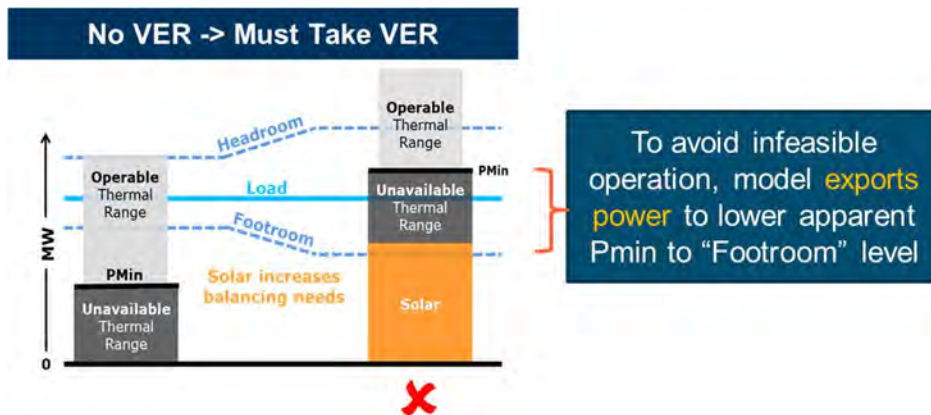 No VER -> Must Take VER
MW
0
Operable
Thermal
Range
PMin
Unavailable
Thermal
Range
Headroom
Load
Footroom
Solar increases
balancing needs
Operable
Thermal
Range
PMin
Unavailable
Thermal
Range
Solar
To avoid infeasible
operation, model exports
power to lower apparent
Pmin to “Footroom” level